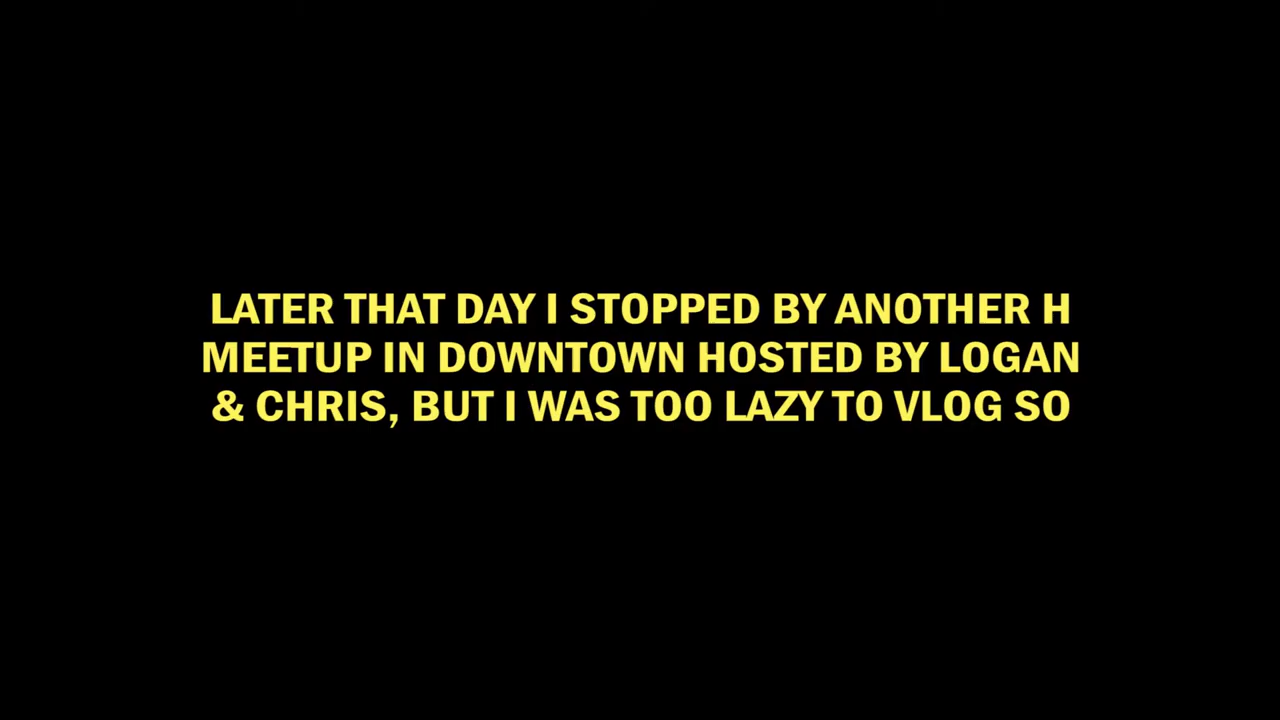 LATER THAT DAY I STOPPED BY ANOTHER H
MEETUP IN DOWNTOWN HOSTED BY LOGAN
& CHRIS, BUT I WAS TOO LAZY TO VLOG SO